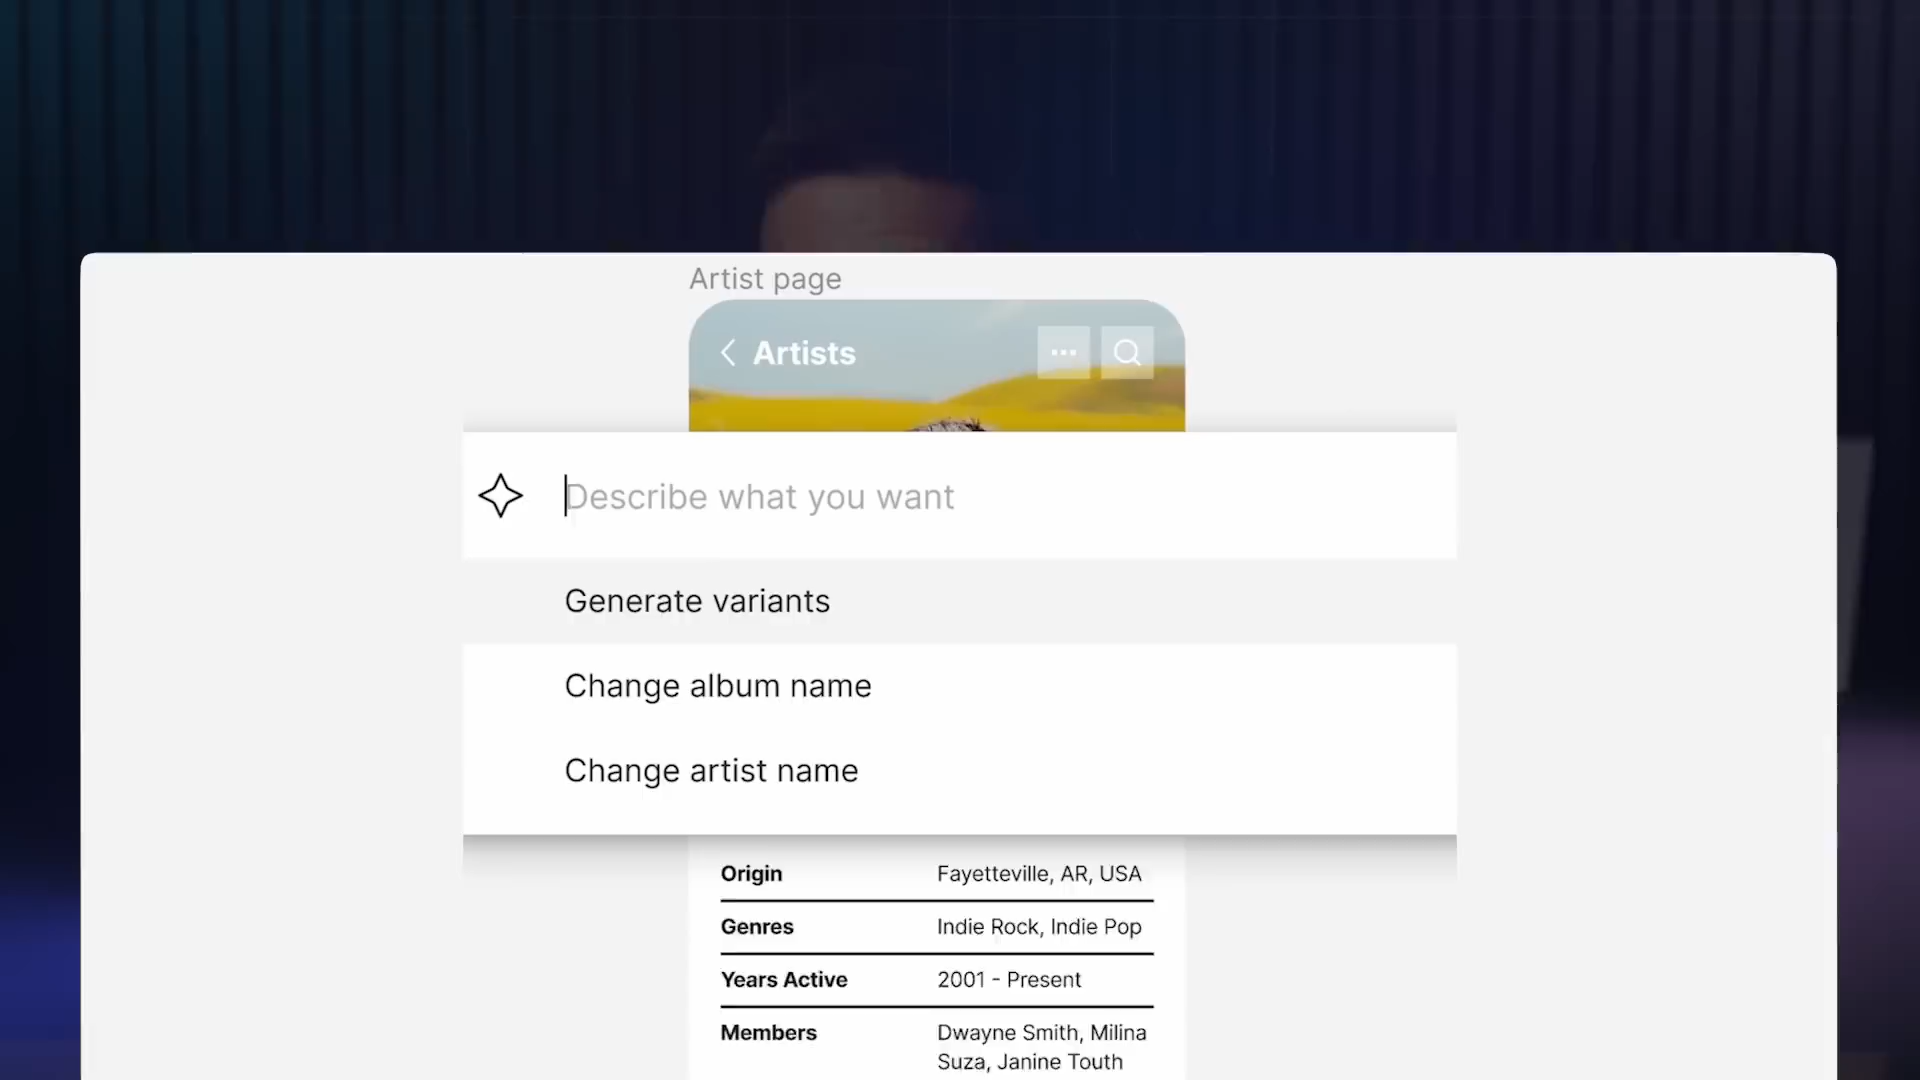 Artist page
Artists
Describe what you want
Generate variants
Change album name
Change artist name
Origin Fayetteville, AR, USA
Genres Indie Rock, Indie Pop
Years Active 2001 - Present
Members Dwayne Smith, Milina
Suza, Janine Touth